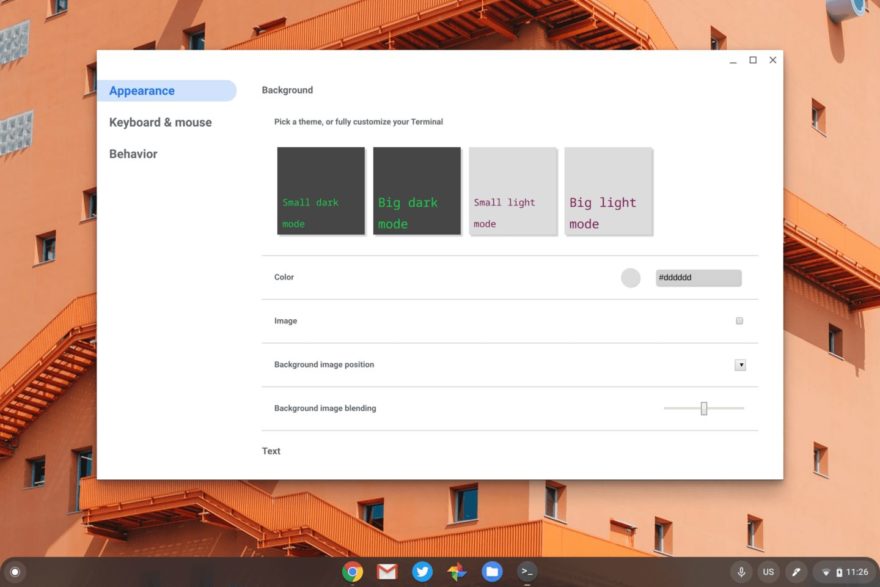 Appearance
Keyboard & mouse
Behavior
Background
Pick a theme, or fully customize your Terminal
Small dark
mode
Big dark
mode
Small light
mode
Big light
mode
Color
#dddddd
Image
Background image position
Background image blending
Text
>_
US
11:26